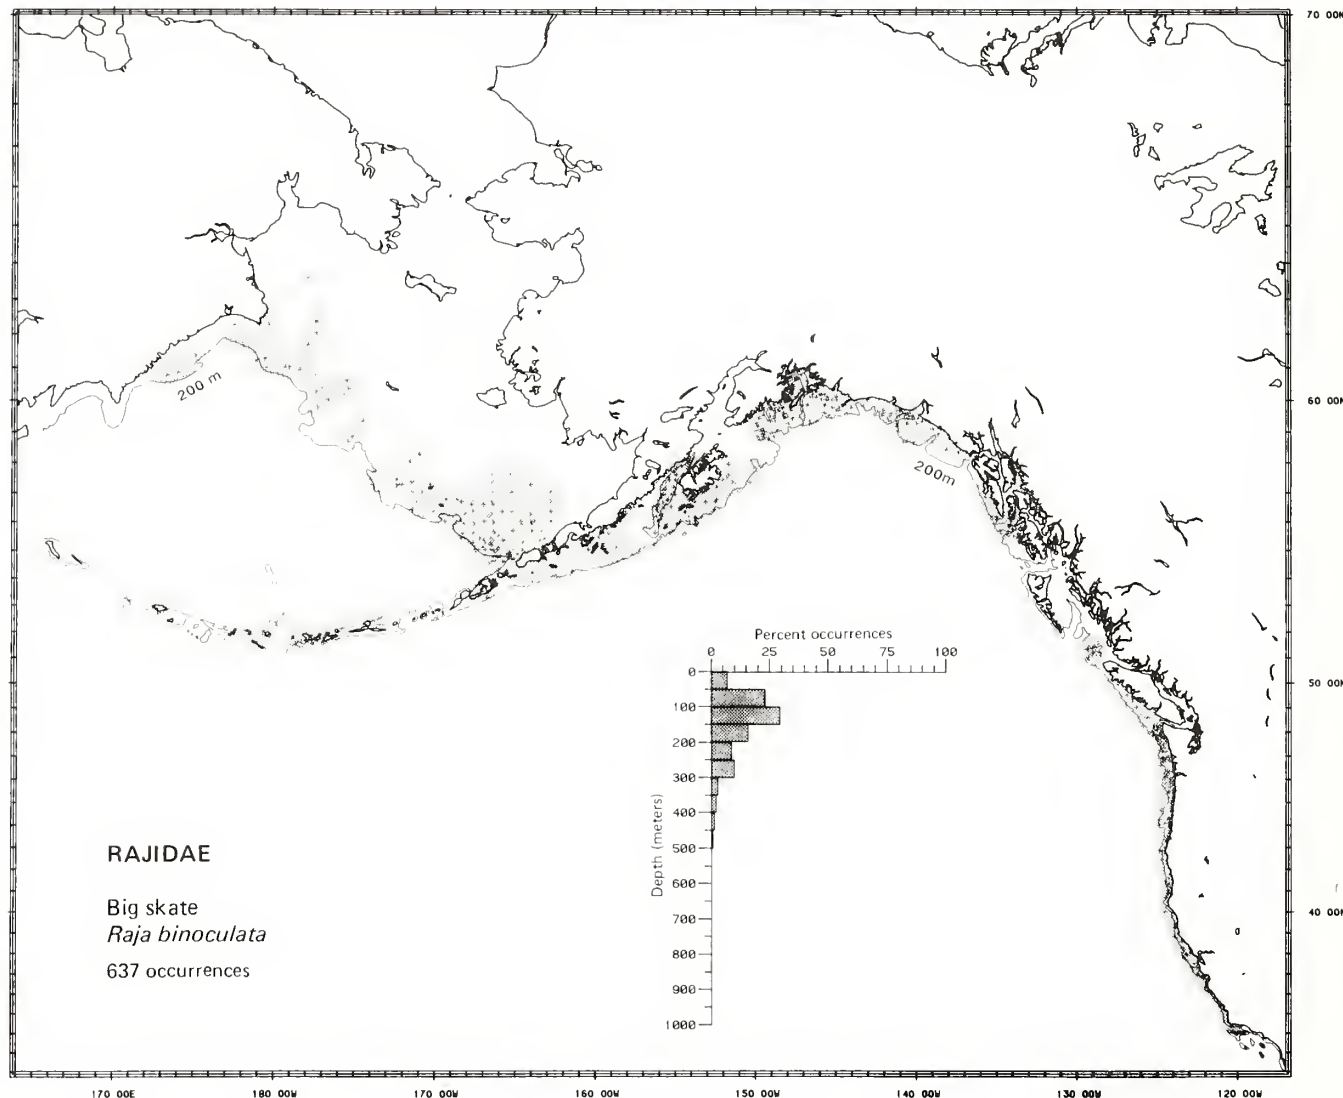 70 00N
200 m
60 00N
200m
Percent occurrences
0 25 50 75 100
0
100
200
300
400
500
600
700
800
900
1000
Depth (meters)
50 00N
40 00N
RAJIDAE
Big skate
Raja binoculata
637 occurrences
170 00E 180 00W 170 00W 160 00W 150 00W 140 00W 130 00W 120 00W